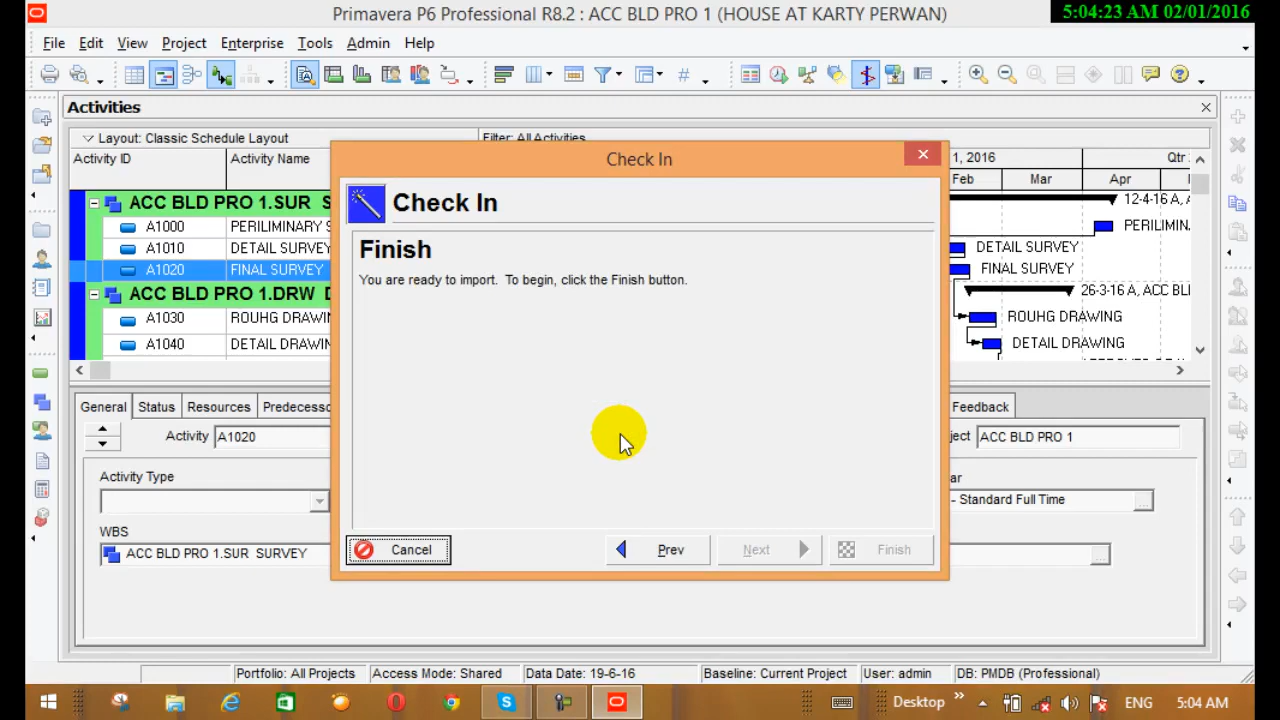 Primavera P6 Professional R8.2 : ACC BLD PRO 1 (HOUSE AT KARTY PERWAN)
5:04:23 AM 02/01/2016
File Edit View Project Enterprise Tools Admin Help
Activities
Layout: Classic Schedule Layout
Filter: All Activities
Activity ID Activity Name
1, 2016 Qtr
Feb Mar Apr
ACC BLD PRO 1.SUR S
12-4-16 A,
A1000 PERILIMINARY S
PERILIMIN
A1010 DETAIL SURVEY
DETAIL SURVEY
A1020 FINAL SURVEY
FINAL SURVEY
ACC BLD PRO 1.DRW D
26-3-16 A, ACC BLI
A1030 ROUHG DRAWIN
ROUHG DRAWING
A1040 DETAIL DRAWING
DETAIL DRAWING
Check In
Check In
Finish
You are ready to import. To begin, click the Finish button.
Cancel Prev Next Finish
General Status Resources Predecesso
Feedback
Activity A1020
ject ACC BLD PRO 1
Activity Type
ar
- Standard Full Time
WBS
ACC BLD PRO 1.SUR SURVEY
Portfolio: All Projects Access Mode: Shared Data Date: 19-6-16 Baseline: Current Project User: admin DB: PMDB (Professional)
Desktop ENG 5:04 AM